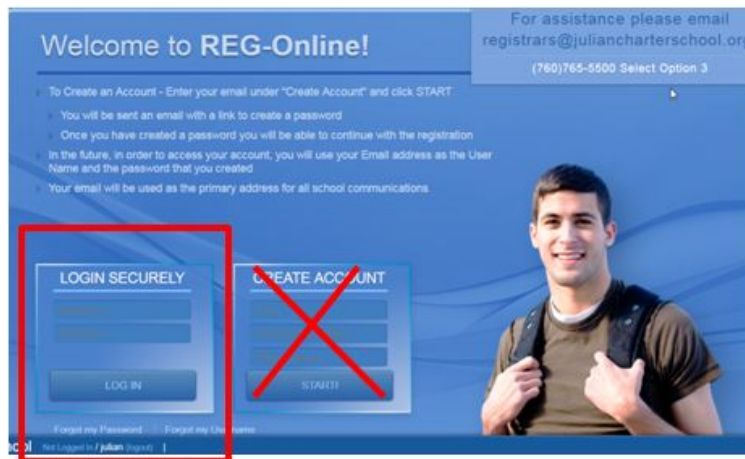 For assistance please email
registrars@juliancharterschool.org
(760)765-5500 Select Option 3
Welcome to REG-Online!
To Create an Account - Enter your email under "Create Account" and click START
You will be sent an email with a link to create a password
Once you have created a password you will be able to continue with the registration
In the future, in order to access your account, you will use your Email address as the User
Name and the password that you created
Your email will be used as the primary address for all school communications
LOGIN SECURELY
LOG IN
CREATE ACCOUNT
START!
Forgot my Password
Forgot my Username
Not Logged In / julian (logout) |